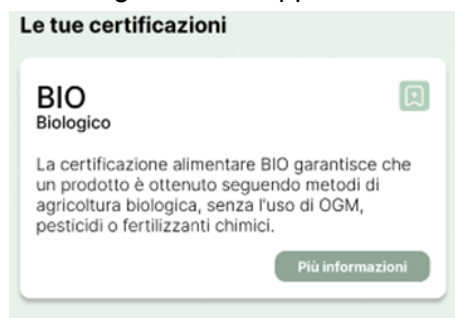 Le tue certificazioni
BIO
Biologico
La certificazione alimentare BIO garantisce che
un prodotto è ottenuto seguendo metodi di
agricoltura biologica, senza l'uso di OGM,
pesticidi o fertilizzanti chimici.
Più informazioni